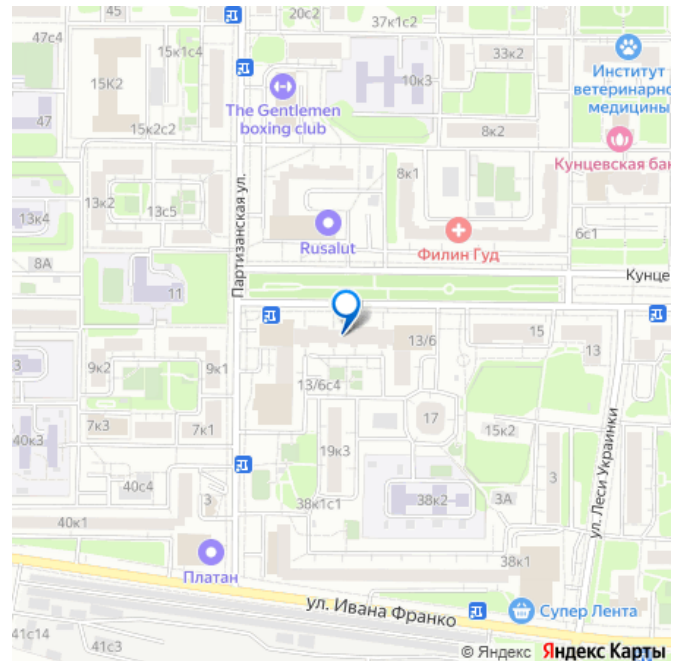 45
20с2
37к1с2
47с4
15к1с4
33к2
15К2
10к3
Институт
ветеринарно
медицины
The Gentlemen
boxing club
47
15к2с2
8к2
Кунцевская бан
8к1
Партизанская ул.
13к2
13с5
13к4
Rusalut
Филин Гуд
6с1
8А
11
Кунце
13/6
15
13
3
9к2
9к1
13/6с4
17
7к3
7к1
15к2
ул. Леси Украинки
40к3
19к3
40с4
3
38к1с1
38к2
3А
3
40к1
38к1
Платан
ул. Ивана Франко
Супер Лента
41с14
41с3
© Яндекс Яндекс Карты